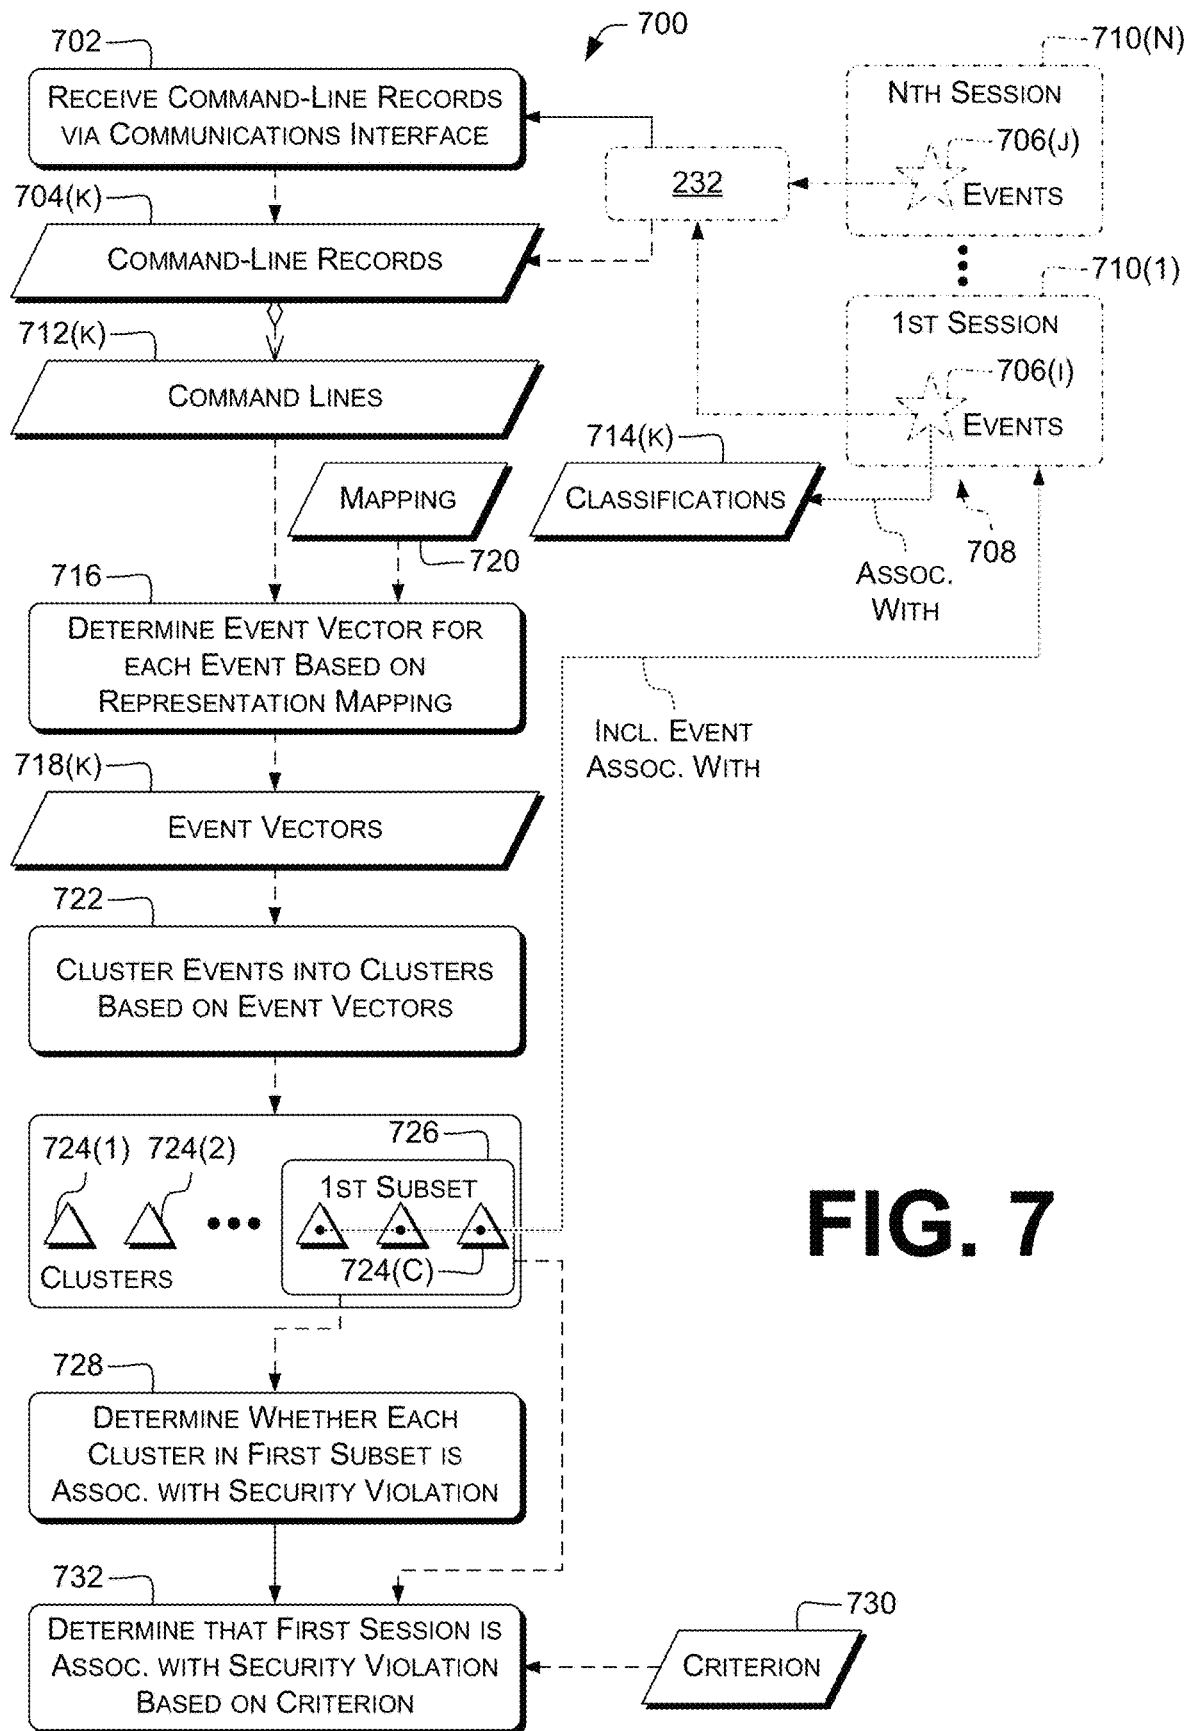 700
702
RECEIVE COMMAND-LINE RECORDS
VIA COMMUNICATIONS INTERFACE
710(N)
NTH SESSION
706(J)
EVENTS
232
704(K)
COMMAND-LINE RECORDS
710(1)
1ST SESSION
706(I)
EVENTS
712(K)
COMMAND LINES
714(K)
CLASSIFICATIONS
MAPPING
720
708
ASSOC.
WITH
716
DETERMINE EVENT VECTOR FOR
EACH EVENT BASED ON
REPRESENTATION MAPPING
INCL. EVENT
ASSOC. WITH
718(K)
EVENT VECTORS
722
CLUSTER EVENTS INTO CLUSTERS
BASED ON EVENT VECTORS
724(1)
724(2)
726
1ST SUBSET
724(C)
CLUSTERS
FIG. 7
728
DETERMINE WHETHER EACH
CLUSTER IN FIRST SUBSET IS
ASSOC. WITH SECURITY VIOLATION
732
DETERMINE THAT FIRST SESSION IS
ASSOC. WITH SECURITY VIOLATION
BASED ON CRITERION
730
CRITERION